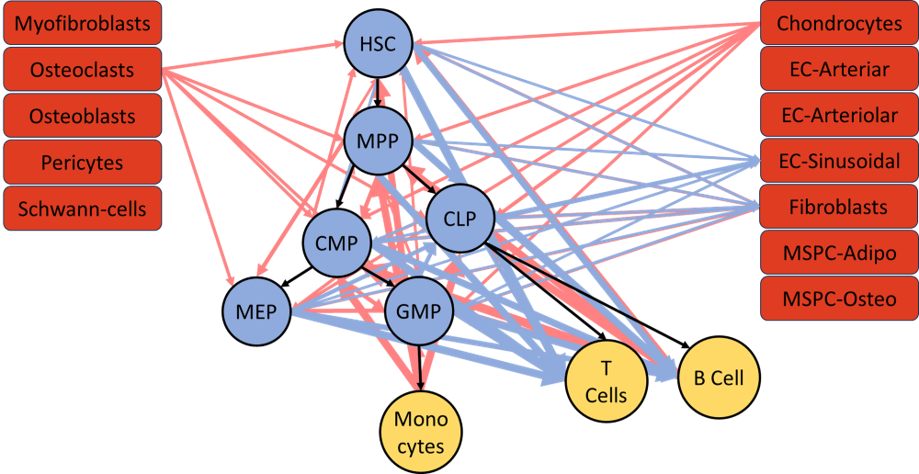 Myofibroblasts
Osteoclasts
Osteoblasts
Pericytes
Schwann-cells
HSC
MPP
CLP
CMP
MEP
GMP
Mono
cytes
T
Cells
B Cell
Chondrocytes
EC-Arteriar
EC-Arteriolar
EC-Sinusoidal
Fibroblasts
MSPC-Adipo
MSPC-Osteo